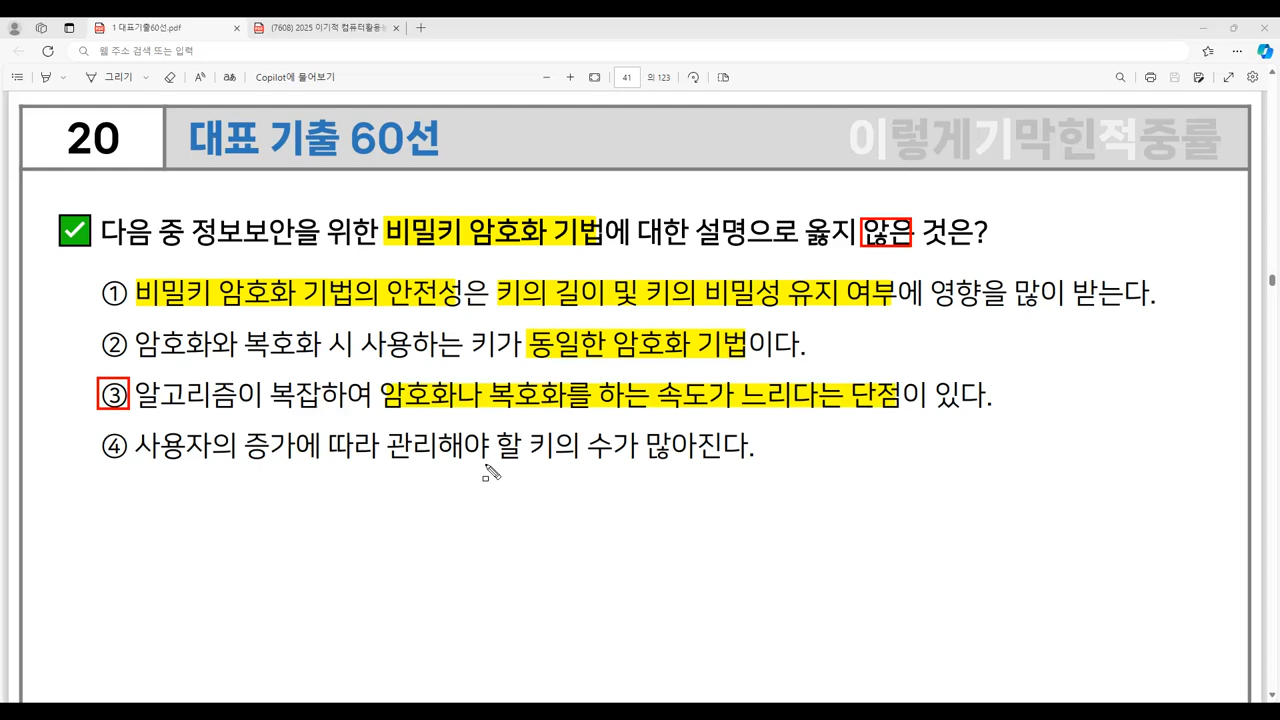 1 대표기출60선.pdf
(7608) 2025 이기적 컴퓨터활용능
웹 주소 검색 또는 입력
그리기
Copilot에 물어보기
41 의 123
20 대표 기출 60선 이렇게기막힌적중률
다음 중 정보보안을 위한 비밀키 암호화 기법에 대한 설명으로 옳지 않은 것은?
① 비밀키 암호화 기법의 안전성은 키의 길이 및 키의 비밀성 유지 여부에 영향을 많이 받는다.
② 암호화와 복호화 시 사용하는 키가 동일한 암호화 기법이다.
③ 알고리즘이 복잡하여 암호화나 복호화를 하는 속도가 느리다는 단점이 있다.
④ 사용자의 증가에 따라 관리해야 할 키의 수가 많아진다.